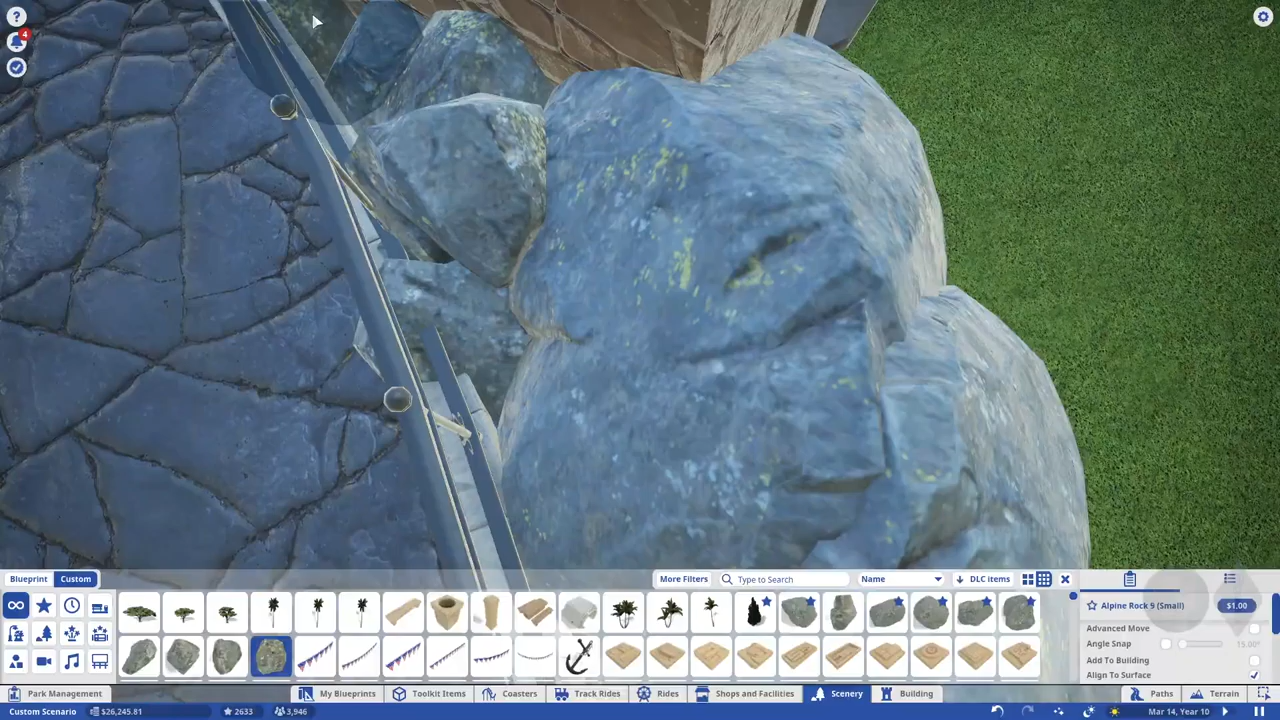 ?
4
Blueprint Custom More Filters Type to Search Name DLC items
Alpine Rock 9 (Small) $1.00
Advanced Move
Angle Snap 15.00°
Add To Building
Align To Surface
Park Management My Blueprints Toolkit Items Coasters Track Rides Rides Shops and Facilities Scenery Building Paths Terrain
Custom Scenario $26,245.81 2633 3,946 Mar 14, Year 10